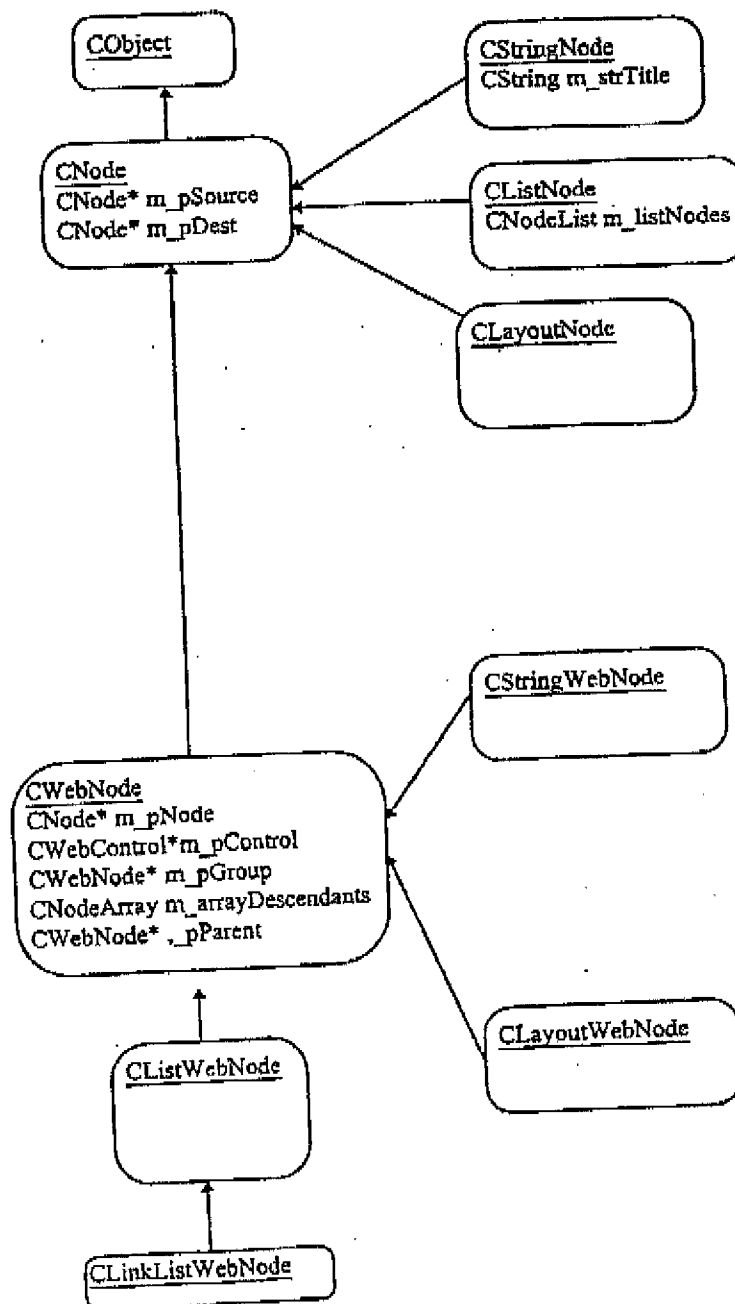 CObject
CStringNode
CString m_strTitle
CNode
CNode* m_pSource
CNode* m_pDest
CListNode
CNodeList m_listNodes
CLayoutNode
CStringWebNode
CWebNode
CNode* m_pNode
CWebControl*m_pControl
CWebNode* m_pGroup
CNodeArray m_arrayDescendants
CWebNode* ,_pParent
CLayoutWebNode
CListWebNode
CLinkListWebNode